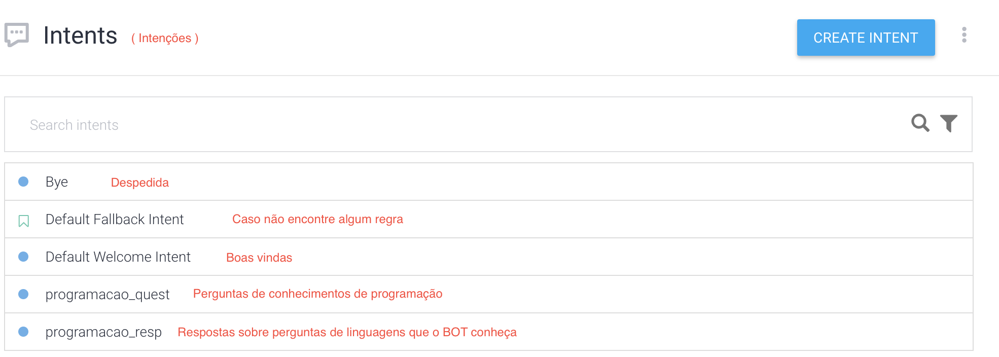 Intents ( Intenções )
CREATE INTENT
Search intents
Bye Despedida
Default Fallback Intent Caso não encontre algum regra
Default Welcome Intent Boas vindas
programacao_quest Perguntas de conhecimentos de programação
programacao_resp Respostas sobre perguntas de linguagens que o BOT conheça